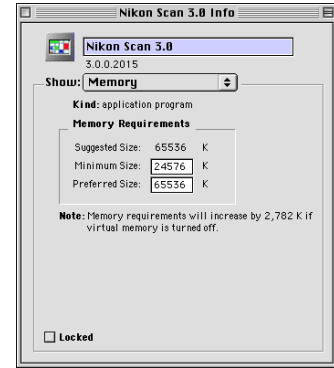 Nikon Scan 3.0 Info
Nikon Scan 3.0
3.0.0.2015
Show: Memory
Kind: application program
Memory Requirements
Suggested Size: 65536 K
Minimum Size: 24576 K
Preferred Size: 65536 K
Note: Memory requirements will increase by 2,782 K if
virtual memory is turned off.
Locked